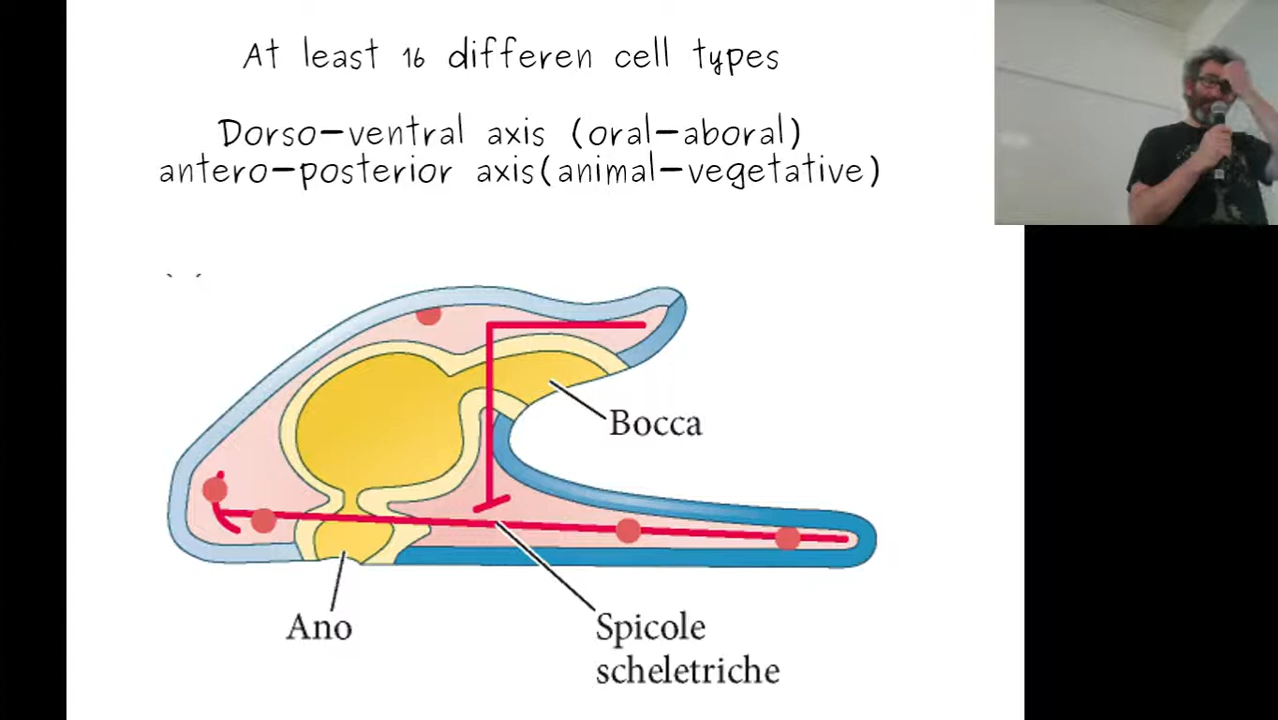 At least 16 differen cell types
Dorso-ventral axis (oral-aboral)
antero-posterior axis(animal-vegetative)
Bocca
Ano
Spicole
scheletriche